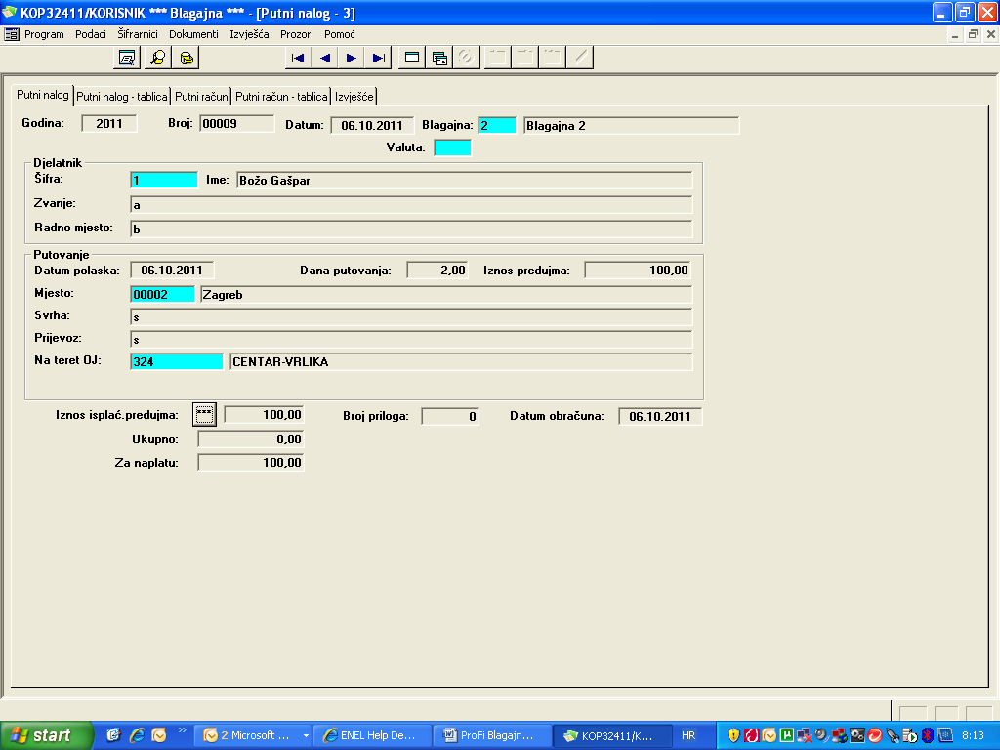 KOP32411/KORISNIK *** Blagajna *** - [Putni nalog - 3]
Program Podaci Šifrarnici Dokumenti Izvješća Prozori Pomoć
Putni nalog Putni nalog - tablica Putni račun Putni račun - tablica Izvješće
Godina: 2011 Broj: 00009 Datum: 06.10.2011 Blagajna: 2 Blagajna 2
Valuta:
Djelatnik
Šifra: 1 Ime: Božo Gašpar
Zvanje: a
Radno mjesto: b
Putovanje
Datum polaska: 06.10.2011 Dana putovanja: 2,00 Iznos predujma: 100,00
Mjesto: 00002 Zagreb
Svrha: s
Prijevoz: s
Na teret OJ: 324 CENTAR-VRLIKA
Iznos isplać.predujma: *** 100,00 Broj priloga: 0 Datum obračuna: 06.10.2011
Ukupno: 0,00
Za naplatu: 100,00
start 2 Microsoft ... ENEL Help De... ProFi Blagajn... KOP32411/K... HR 8:13